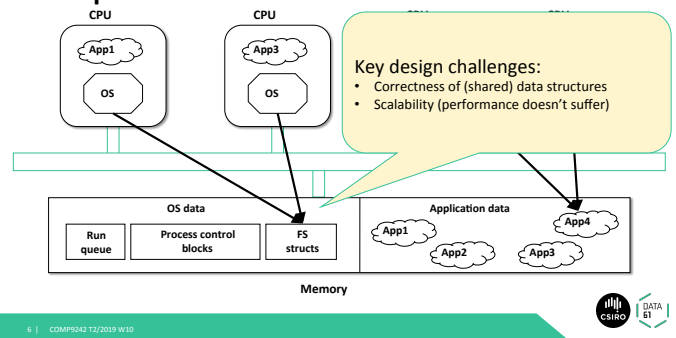 CPU
CPU
App1
App3
OS
OS
Key design challenges:
• Correctness of (shared) data structures
• Scalability (performance doesn't suffer)
OS data
Application data
Run
queue
Process control
blocks
FS
structs
App1
App2
App3
App4
Memory
6 | COMP9242 T2/2019 W10
CSIRO
DATA
61